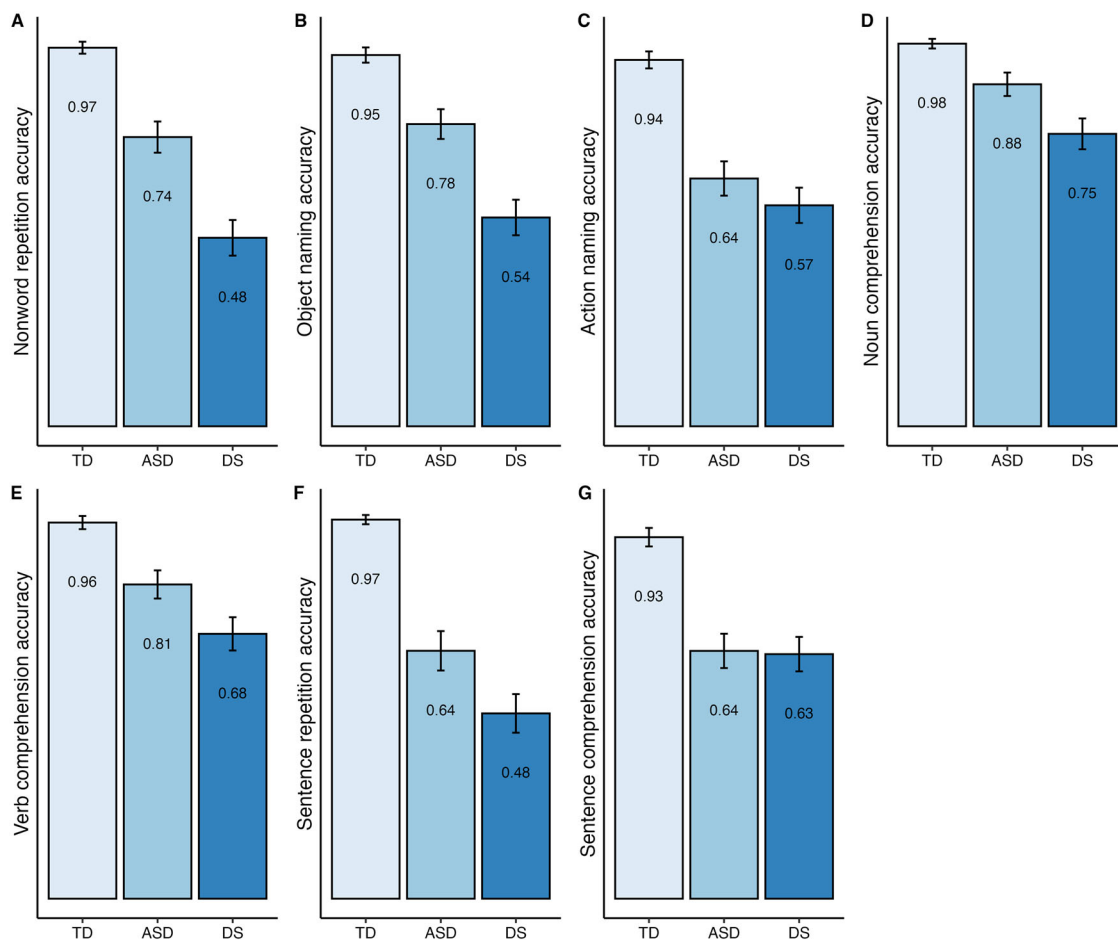 A
Nonword repetition accuracy
0.97
0.74
0.48
TD ASD DS
B
Object naming accuracy
0.95
0.78
0.54
TD ASD DS
C
Action naming accuracy
0.94
0.64
0.57
TD ASD DS
D
Noun comprehension accuracy
0.98
0.88
0.75
TD ASD DS
E
Verb comprehension accuracy
0.96
0.81
0.68
TD ASD DS
F
Sentence repetition accuracy
0.97
0.64
0.48
TD ASD DS
G
Sentence comprehension accuracy
0.93
0.64
0.63
TD ASD DS